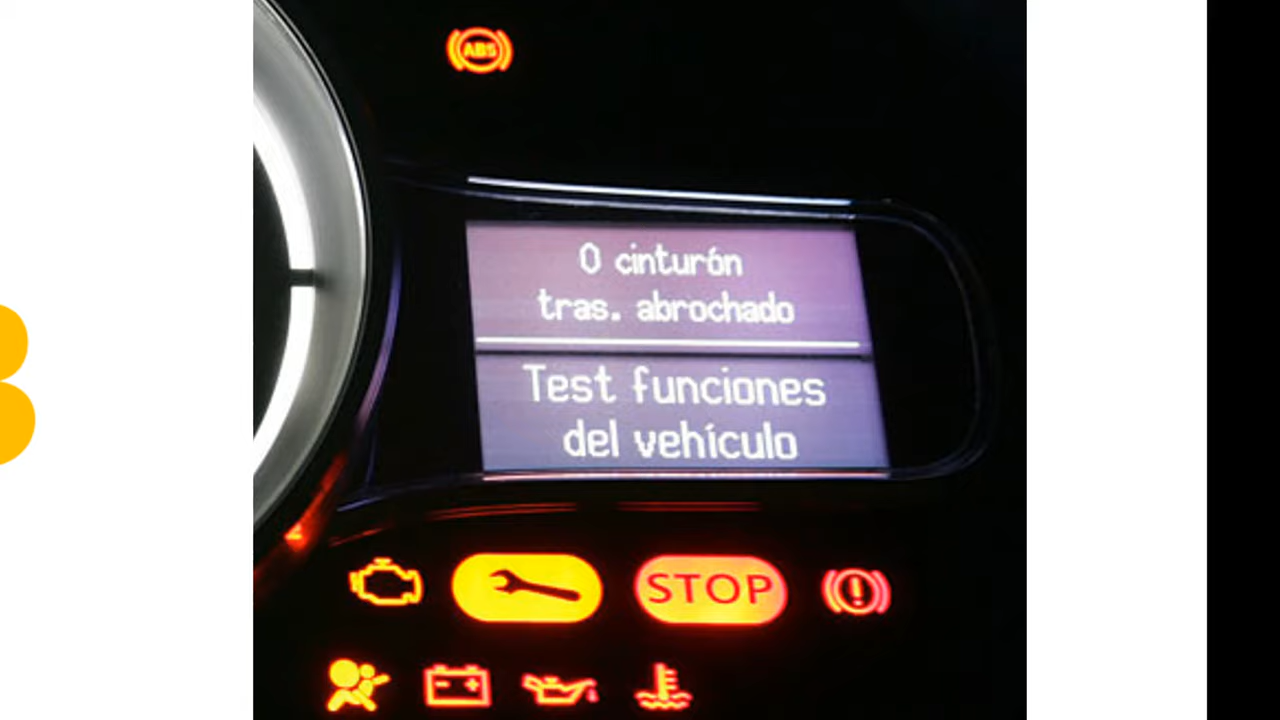 ABS
0 cinturón
tras. abrochado
Test funciones
del vehículo
STOP